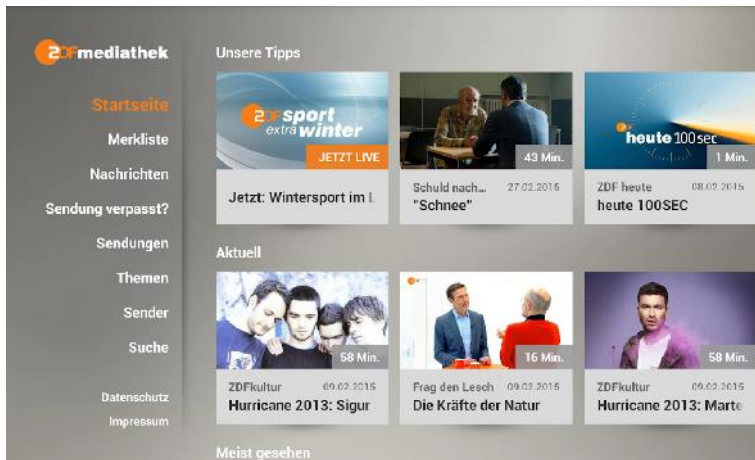 ZDFmediathek
Startseite
Merkliste
Nachrichten
Sendung verpasst?
Sendungen
Themen
Sender
Suche
Datenschutz
Impressum
Unsere Tipps
ZDFsport
extra winter
JETZT LIVE
Jetzt: Wintersport im L
43 Min.
Schuld nach... 27.02.2015
"Schnee"
ZDF heute 100sec
1 Min.
ZDF heute 08.02.2015
heute 100SEC
Aktuell
58 Min.
ZDFkultur 09.02.2015
Hurricane 2013: Sigur
16 Min.
Frag den Lesch 09.02.2015
Die Kräfte der Natur
58 Min.
ZDFkultur 09.02.2015
Hurricane 2013: Marte
Meist gesehen